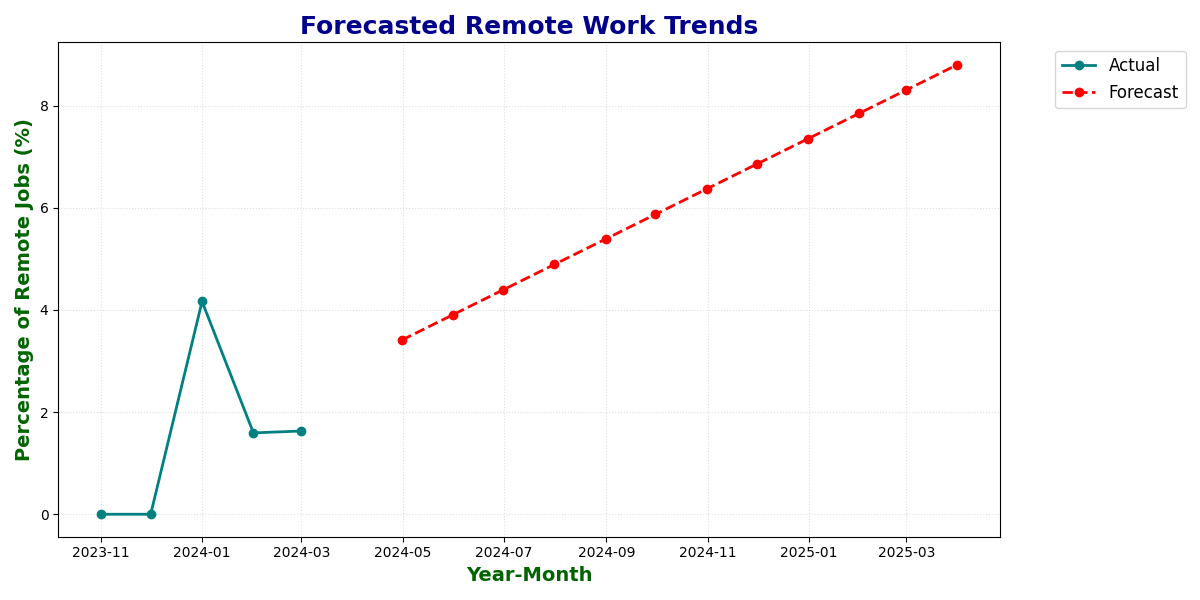 Forecasted Remote Work Trends
Actual
Forecast
Percentage of Remote Jobs (%)
8
6
4
2
0
2023-11 2024-01 2024-03 2024-05 2024-07 2024-09 2024-11 2025-01 2025-03
Year-Month